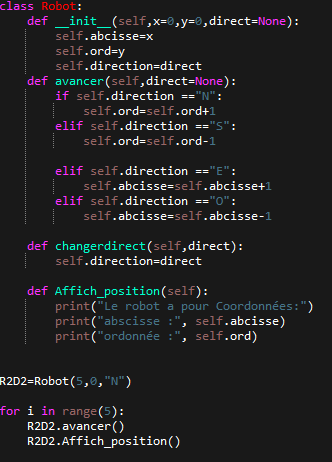 class Robot:
    def __init__(self,x=0,y=0,direct=None):
        self.abcisse=x
        self.ord=y
        self.direction=direct
    def avancer(self,direct=None):
        if self.direction =="N":
            self.ord=self.ord+1
        elif self.direction =="S":
            self.ord=self.ord-1

        elif self.direction =="E":
            self.abcisse=self.abcisse+1
        elif self.direction =="O":
            self.abcisse=self.abcisse-1

    def changerdirect(self,direct):
        self.direction=direct

    def Affich_position(self):
        print("Le robot a pour Coordonnées:")
        print("abscisse :", self.abcisse)
        print("ordonnée :", self.ord)


R2D2=Robot(5,0,"N")

for i in range(5):
    R2D2.avancer()
    R2D2.Affich_position()